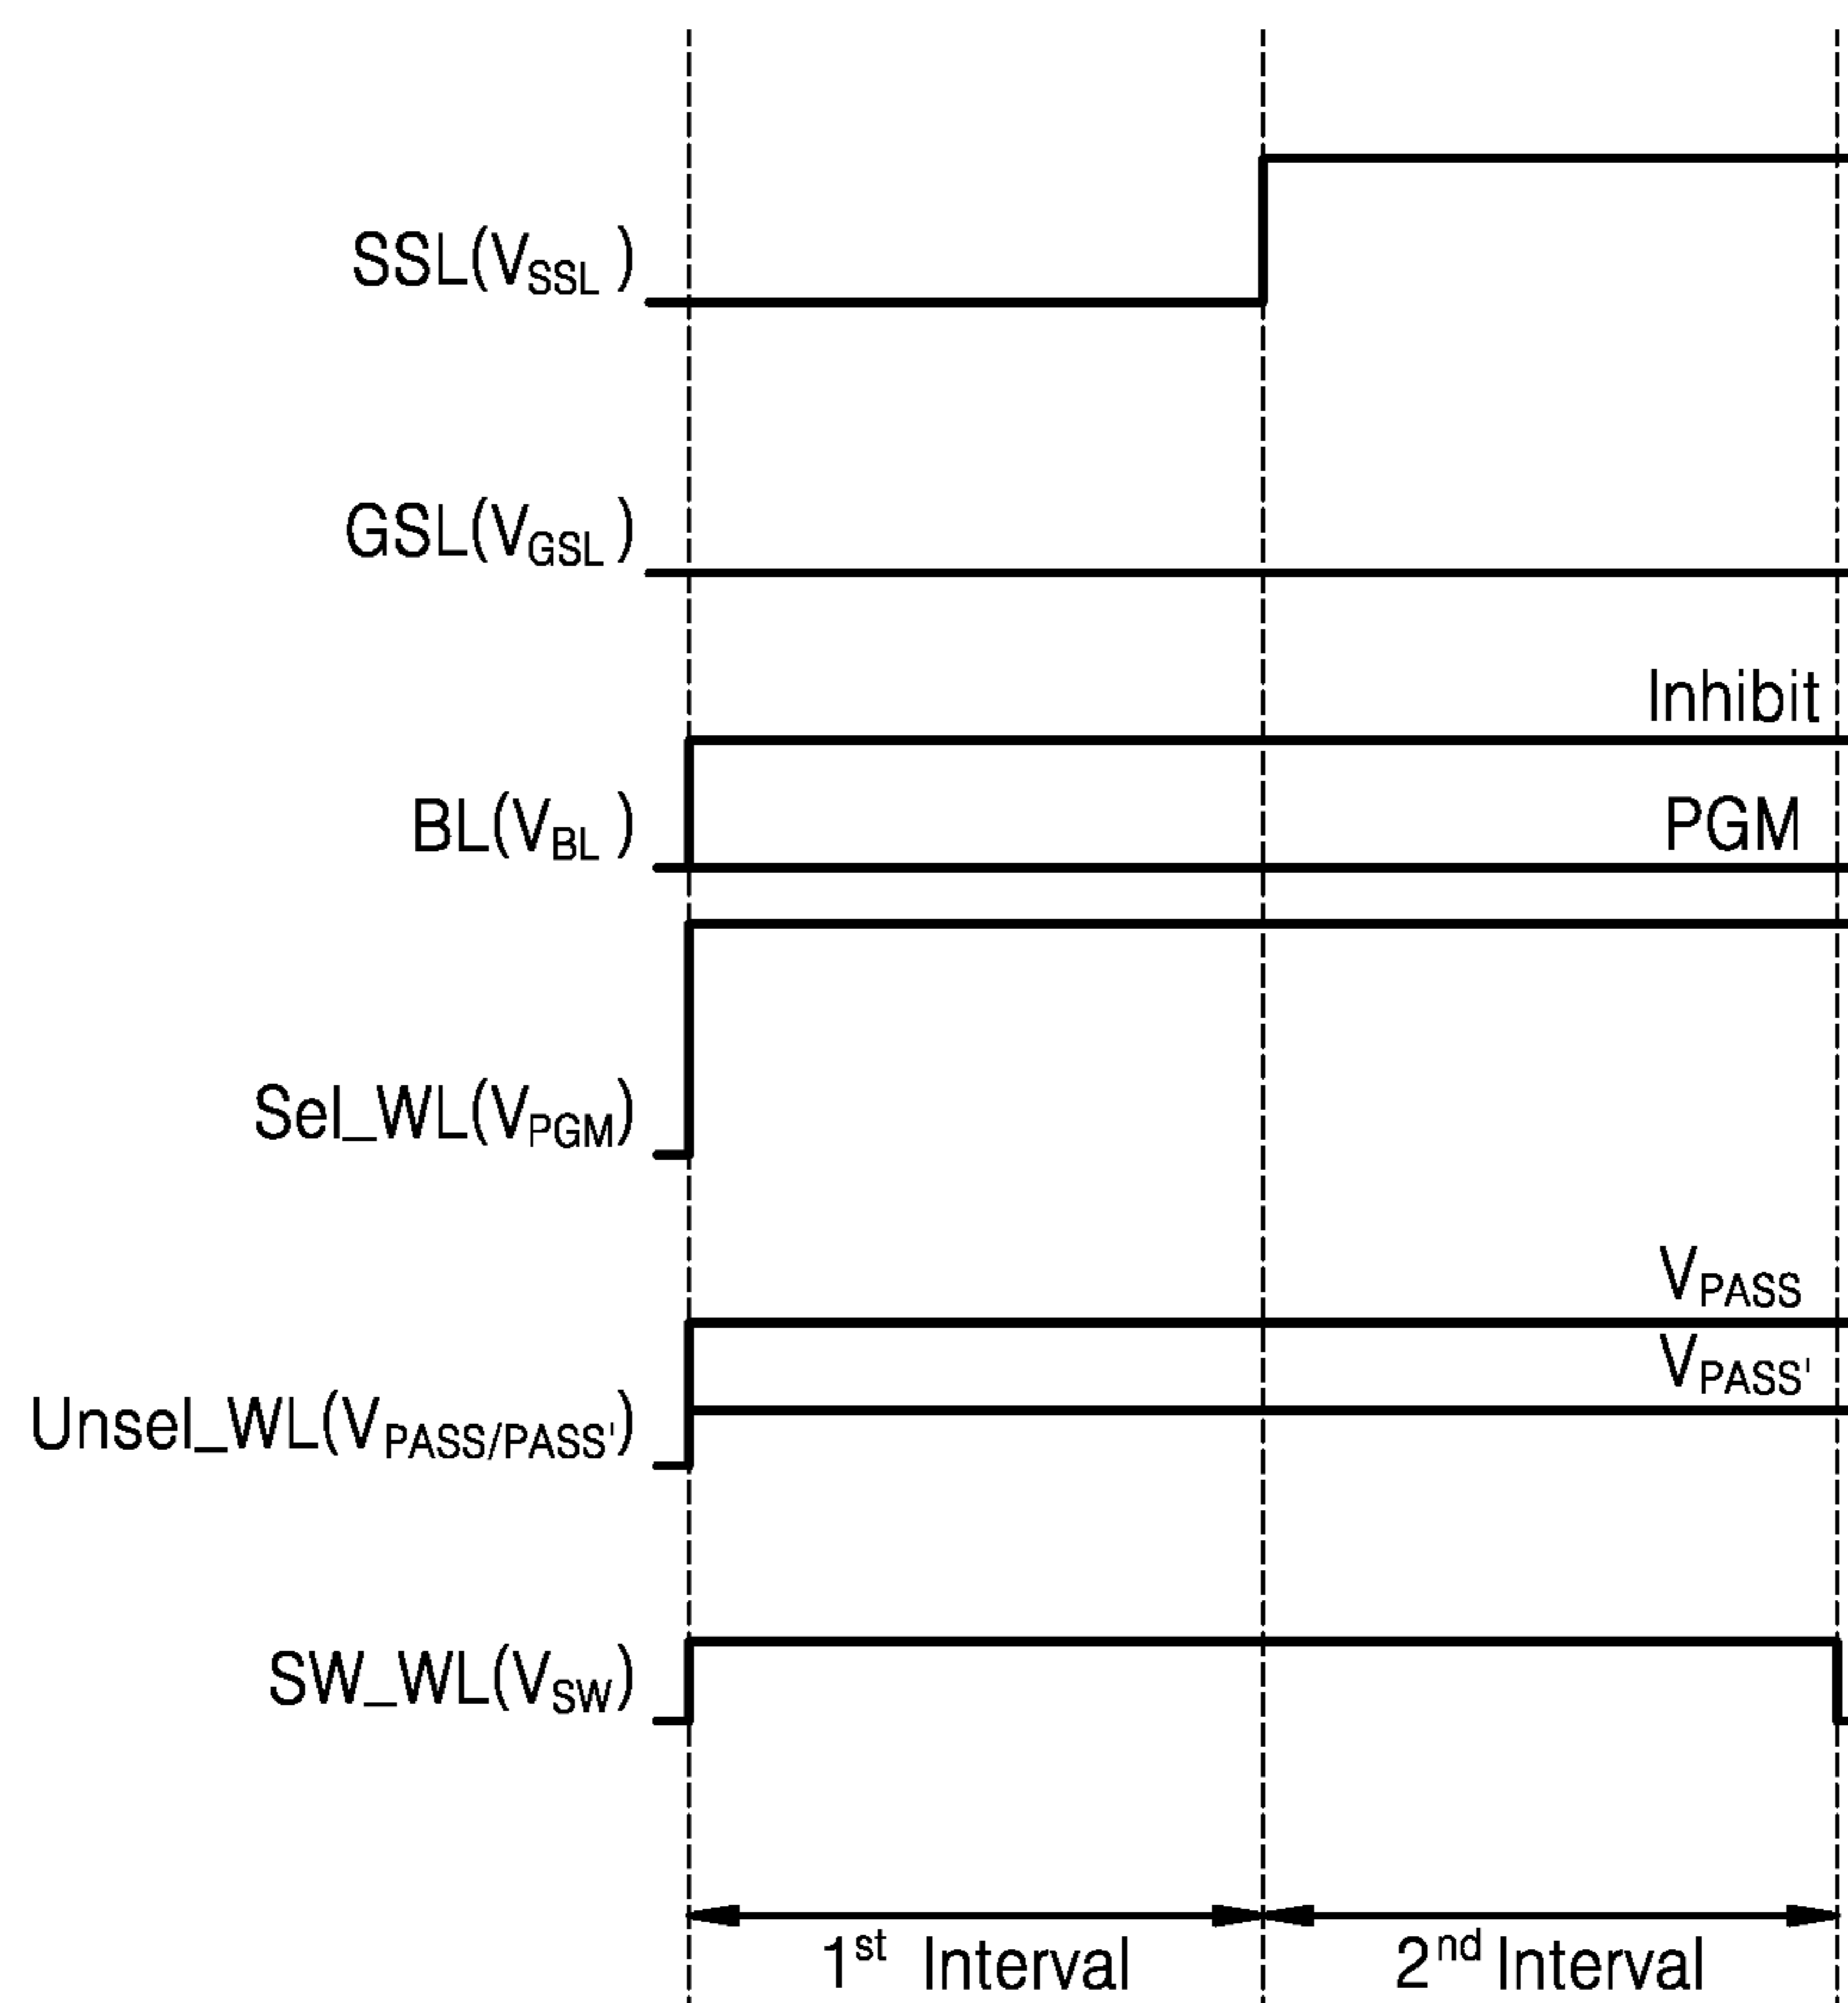 SSL(VSSL )
GSL(VGSL )
Inhibit
BL(VBL )
PGM
Sel_WL(VPGM)
VPASS
VPASS'
Unsel_WL(VPASS/PASS')
SW_WL(VSW)
1st Interval
2nd Interval